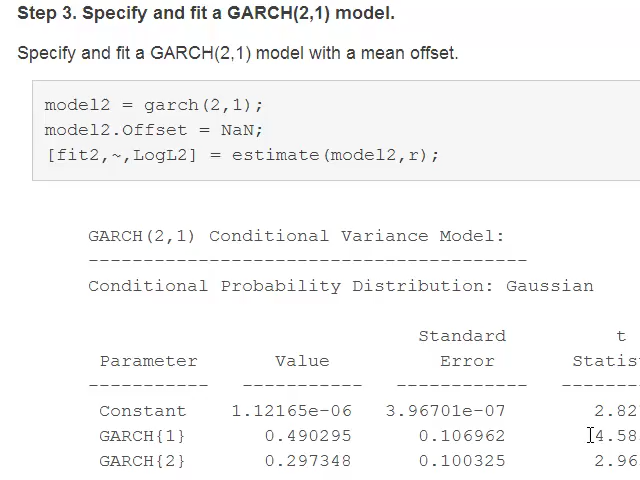 Step 3. Specify and fit a GARCH(2,1) model.
Specify and fit a GARCH(2,1) model with a mean offset.
model2 = garch(2,1);
model2.Offset = NaN;
[fit2,~,LogL2] = estimate(model2,r);
GARCH(2,1) Conditional Variance Model:
----------------------------------------
Conditional Probability Distribution: Gaussian
Standard t
Parameter Value Error Statis
----------- ----------- ------------ -------
Constant 1.12165e-06 3.96701e-07 2.82
GARCH{1} 0.490295 0.106962 4.58
GARCH{2} 0.297348 0.100325 2.96